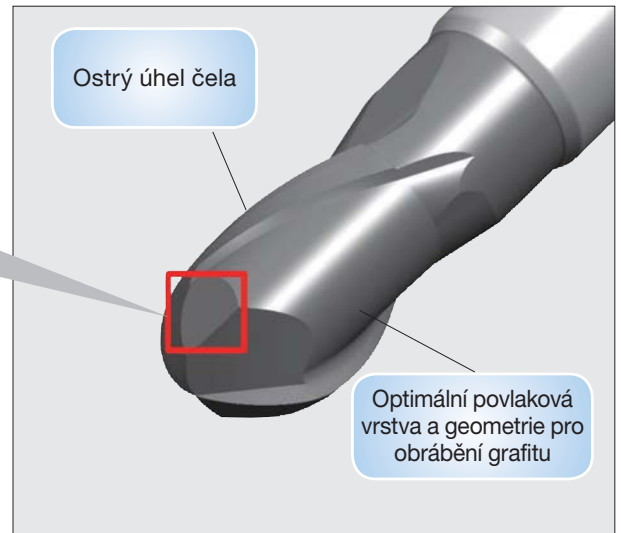 Ostrý úhel čela
Optimální povlaková
vrstva a geometrie pro
obrábění grafitu